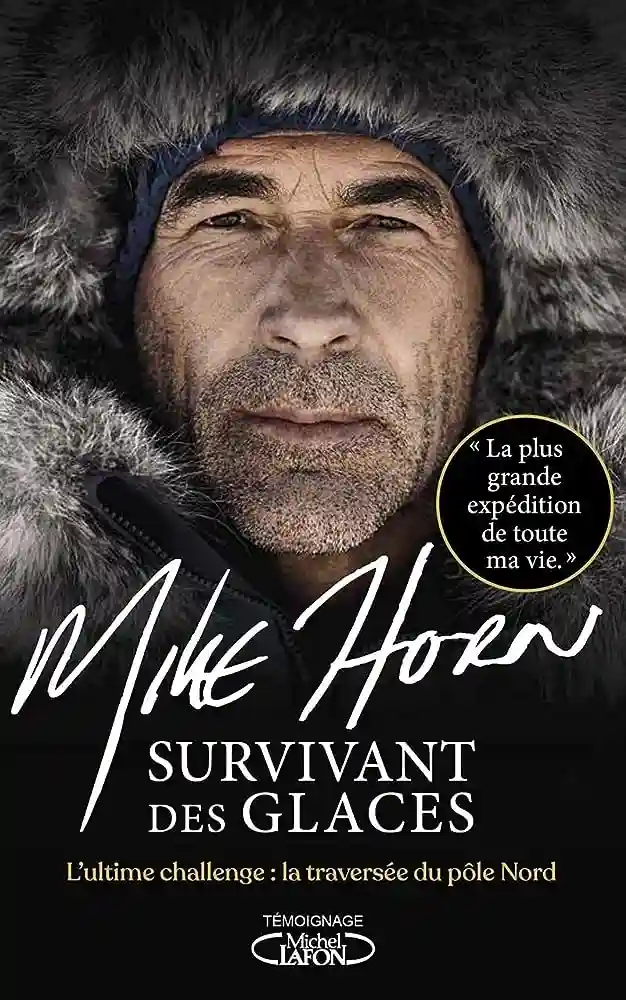 « La plus
grande
expédition
de toute
ma vie. »
MIKE HORN
SURVIVANT
DES GLACES
L'ultime challenge : la traversée du pôle Nord
TÉMOIGNAGE
Michel
LAFON